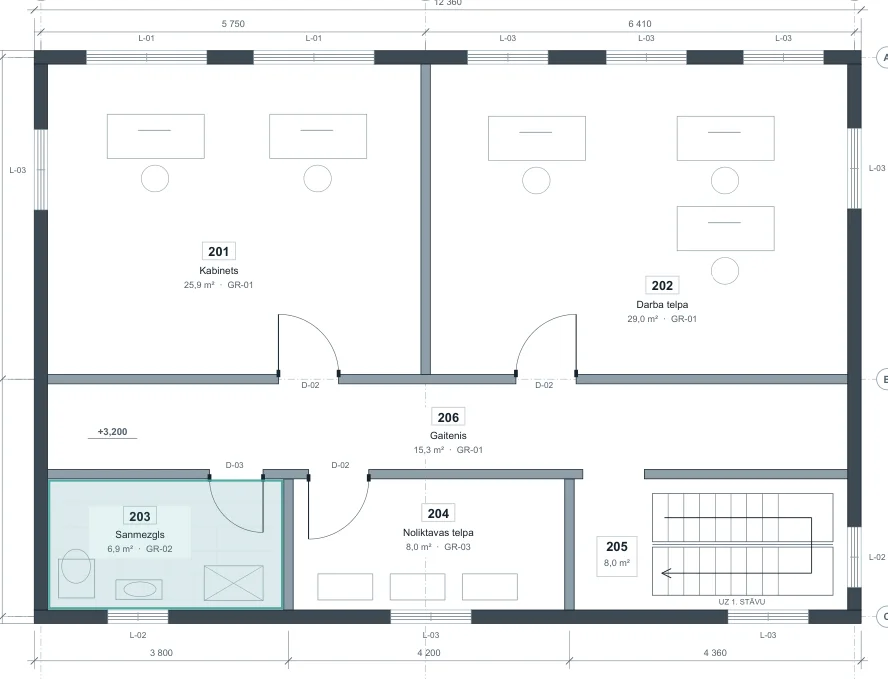 12 360
5 750
6 410
L-01
L-01
L-03
L-03
L-03
L-03
L-03
201
Kabinets
25,9 m² · GR-01
202
Darba telpa
29,0 m² · GR-01
D-02
D-02
206
Gaitenis
15,3 m² · GR-01
+3,200
D-03
D-02
203
Sanmezgls
6,9 m² · GR-02
204
Noliktavas telpa
8,0 m² · GR-03
205
8,0 m²
L-02
UZ 1. STĀVU
L-02
L-03
L-03
3 800
4 200
4 360